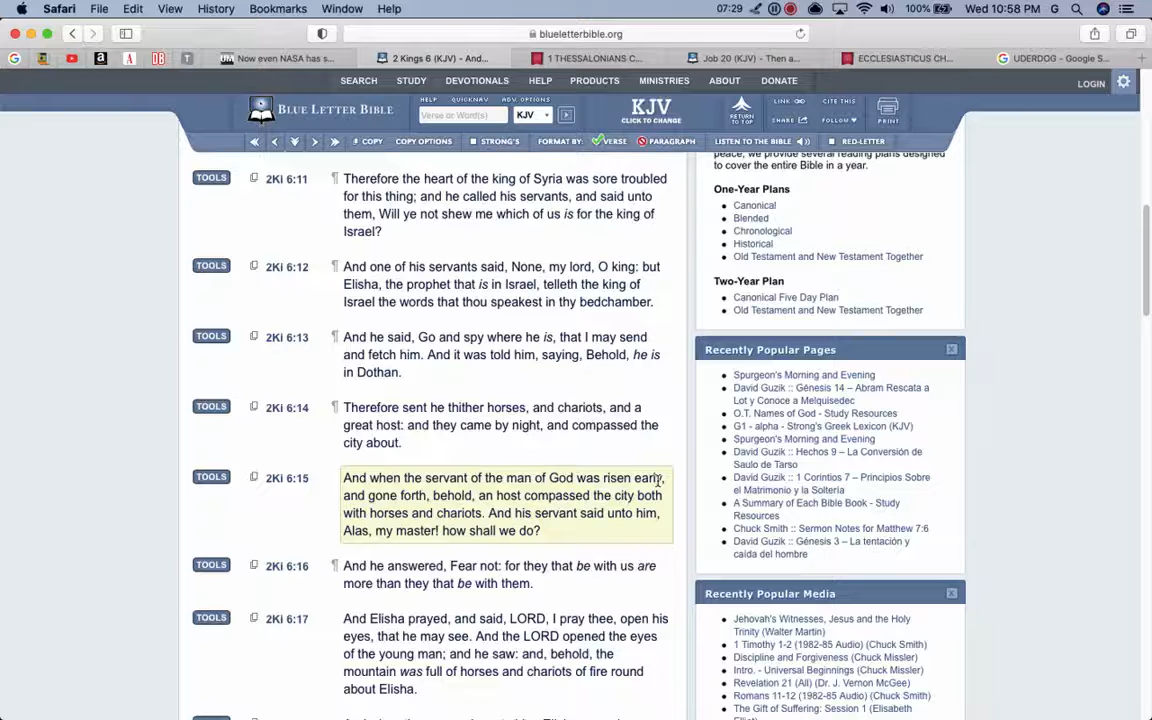 Safari File Edit View History Bookmarks Window Help 07:29 100% Wed 10:58 PM G
blueletterbible.org
Now even NASA has s... 2 Kings 6 (KJV) - And... 1 THESSALONIANS C... Job 20 (KJV) - Then a... ECCLESIASTICUS CH... UDERDOG - Google S...
SEARCH STUDY DEVOTIONALS HELP PRODUCTS MINISTRIES ABOUT DONATE LOGIN
BLUE LETTER BIBLE
HELP QUICKNAV ADV. OPTIONS
Verse or Word(s) KJV
KJV
CLICK TO CHANGE
RETURN TO TOP
LINK CITE THIS
SHARE FOLLOW PRINT
COPY COPY OPTIONS STRONG'S FORMAT BY: VERSE PARAGRAPH LISTEN TO THE BIBLE RED-LETTER
TOOLS 2Ki 6:11 ¶ Therefore the heart of the king of Syria was sore troubled
for this thing; and he called his servants, and said unto
them, Will ye not shew me which of us is for the king of
Israel?
TOOLS 2Ki 6:12 ¶ And one of his servants said, None, my lord, O king: but
Elisha, the prophet that is in Israel, telleth the king of
Israel the words that thou speakest in thy bedchamber.
TOOLS 2Ki 6:13 ¶ And he said, Go and spy where he is, that I may send
and fetch him. And it was told him, saying, Behold, he is
in Dothan.
TOOLS 2Ki 6:14 ¶ Therefore sent he thither horses, and chariots, and a
great host: and they came by night, and compassed the
city about.
TOOLS 2Ki 6:15 And when the servant of the man of God was risen early,
and gone forth, behold, an host compassed the city both
with horses and chariots. And his servant said unto him,
Alas, my master! how shall we do?
TOOLS 2Ki 6:16 ¶ And he answered, Fear not: for they that be with us are
more than they that be with them.
TOOLS 2Ki 6:17 And Elisha prayed, and said, LORD, I pray thee, open his
eyes, that he may see. And the LORD opened the eyes
of the young man; and he saw: and, behold, the
mountain was full of horses and chariots of fire round
about Elisha.
peace, we provide several reading plans designed
to cover the entire Bible in a year.
One-Year Plans
Canonical
Blended
Chronological
Historical
Old Testament and New Testament Together
Two-Year Plan
Canonical Five Day Plan
Old Testament and New Testament Together
Recently Popular Pages
Spurgeon's Morning and Evening
David Guzik :: Génesis 14 – Abram Rescata a
Lot y Conoce a Melquisedec
O.T. Names of God - Study Resources
G1 - alpha - Strong's Greek Lexicon (KJV)
Spurgeon's Morning and Evening
David Guzik :: Hechos 9 – La Conversión de
Saulo de Tarso
David Guzik :: 1 Corintios 7 – Principios Sobre
el Matrimonio y la Soltería
A Summary of Each Bible Book - Study
Resources
Chuck Smith :: Sermon Notes for Matthew 7:6
David Guzik :: Génesis 3 – La tentación y
caída del hombre
Recently Popular Media
Jehovah's Witnesses, Jesus and the Holy
Trinity (Walter Martin)
1 Timothy 1-2 (1982-85 Audio) (Chuck Smith)
Discipline and Forgiveness (Chuck Missler)
Intro. - Universal Beginnings (Chuck Missler)
Revelation 21 (All) (Dr. J. Vernon McGee)
Romans 11-12 (1982-85 Audio) (Chuck Smith)
The Gift of Suffering: Session 1 (Elisabeth